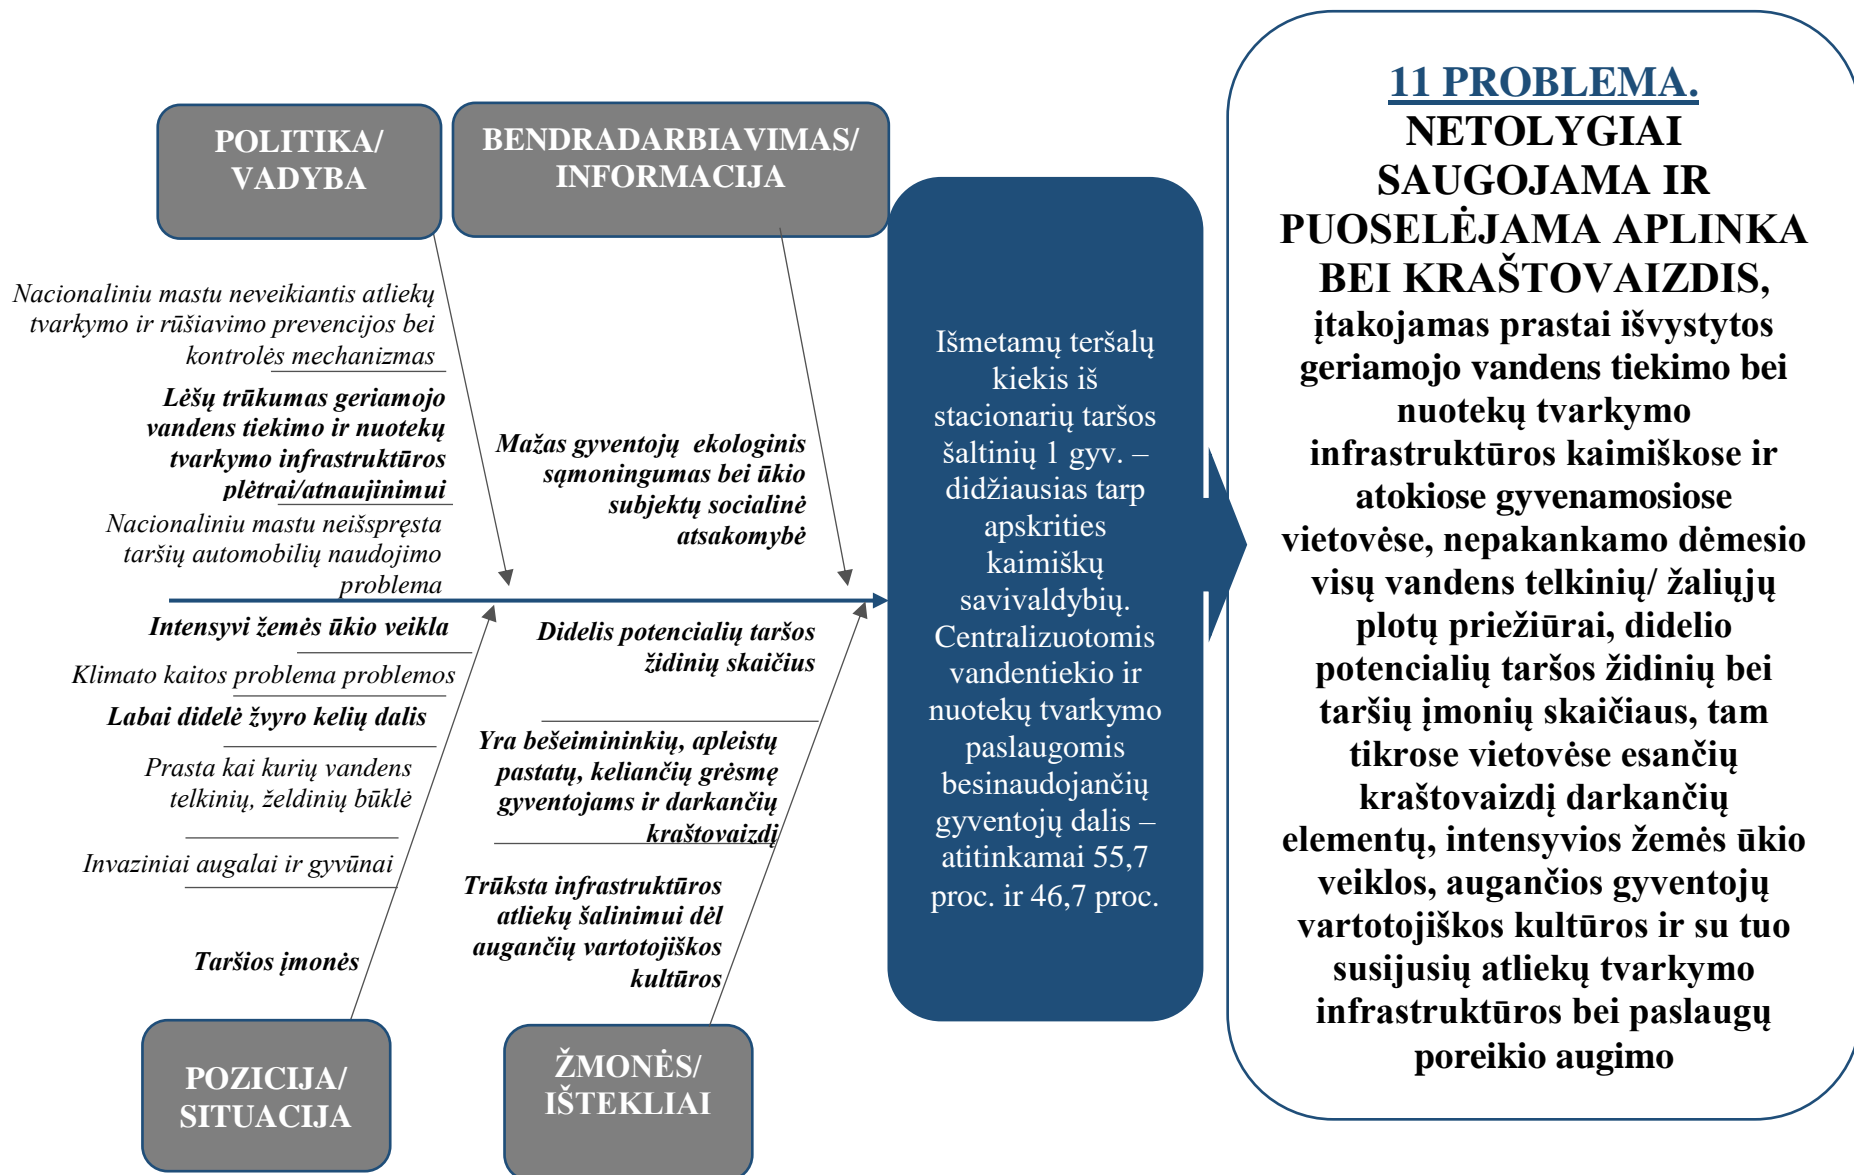 POLITIKA/
VADYBA
BENDRADARBIAVIMAS/
INFORMACIJA
Nacionaliniu mastu neveikiantis atliekų
tvarkymo ir rūšiavimo prevencijos bei
kontrolės mechanizmas
Lėšų trūkumas geriamojo
vandens tiekimo ir nuotekų
tvarkymo infrastruktūros
plėtrai/atnaujinimui
Nacionaliniu mastu neišspręsta
taršių automobilių naudojimo
problema
Mažas gyventojų ekologinis
sąmoningumas bei ūkio
subjektų socialinė
atsakomybė
Intensyvi žemės ūkio veikla
Klimato kaitos problema problemos
Labai didelė žvyro kelių dalis
Prasta kai kurių vandens
telkinių, želdinių būklė
Invaziniai augalai ir gyvūnai
Taršios įmonės
Didelis potencialių taršos
židinių skaičius
Yra bešeimininkių, apleistų
pastatų, keliančių grėsmę
gyventojams ir darkančių
kraštovaizdį
Trūksta infrastruktūros
atliekų šalinimui dėl
augančių vartotojiškos
kultūros
POZICIJA/
SITUACIJA
ŽMONĖS/
IŠTEKLIAI
Išmetamų teršalų
kiekis iš
stacionarių taršos
šaltinių 1 gyv. –
didžiausias tarp
apskrities
kaimiškų
savivaldybių.
Centralizuotomis
vandentiekio ir
nuotekų tvarkymo
paslaugomis
besinaudojančių
gyventojų dalis –
atitinkamai 55,7
proc. ir 46,7 proc.
11 PROBLEMA.
NETOLYGIAI
SAUGOJAMA IR
PUOSELĖJAMA APLINKA
BEI KRAŠTOVAIZDIS,
įtakojamas prastai išvystytos
geriamojo vandens tiekimo bei
nuotekų tvarkymo
infrastruktūros kaimiškose ir
atokiose gyvenamosiose
vietovėse, nepakankamo dėmesio
visų vandens telkinių/ žaliųjų
plotų priežiūrai, didelio
potencialių taršos židinių bei
taršių įmonių skaičiaus, tam
tikrose vietovėse esančių
kraštovaizdį darkančių
elementų, intensyvios žemės ūkio
veiklos, augančios gyventojų
vartotojiškos kultūros ir su tuo
susijusių atliekų tvarkymo
infrastruktūros bei paslaugų
poreikio augimo